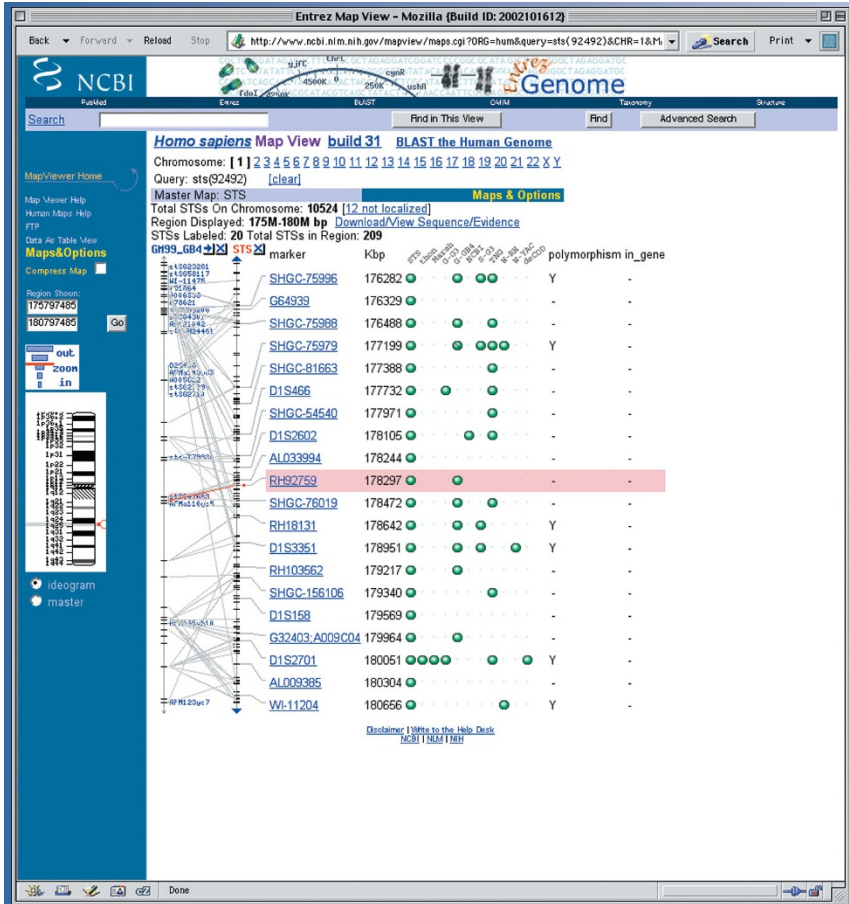 Entrez Map View - Mozilla {Build ID: 2002101612}
Back Forward Reload Stop http://www.ncbi.nlm.nih.gov/mapview/maps.cgi?ORG=hum&query=sts(92492)&CHR=1&M Search Print
NCBI
Entrez Genome
PubMed Entrez BLAST OMIM Taxonomy Structure
Search Find in This View Find Advanced Search
Homo sapiens Map View build 31 BLAST the Human Genome
Chromosome: [ 1 ] 2 3 4 5 6 7 8 9 10 11 12 13 14 15 16 17 18 19 20 21 22 X Y
Query: sts(92492) [clear]
Master Map: STS Maps & Options
Total STSs On Chromosome: 10524 [12 not localized]
Region Displayed: 175M-180M bp Download/View Sequence/Evidence
STSs Labeled: 20 Total STSs in Region: 209
GM99_GB4 STS marker Kbp polymorphism in_gene
SHGC-75996 176282 Y -
G64939 176329 - -
SHGC-75988 176488 - -
SHGC-75979 177199 Y -
SHGC-81663 177388 - -
D1S466 177732 - -
SHGC-54540 177971 - -
D1S2602 178105 - -
AL033994 178244 - -
RH92759 178297 - -
SHGC-76019 178472 - -
RH18131 178642 Y -
D1S3351 178951 Y -
RH103562 179217 - -
SHGC-156106 179340 - -
D1S158 179569 - -
G32403;A009C04 179964 - -
D1S2701 180051 Y -
AL009385 180304 - -
WI-11204 180656 Y -
Disclaimer | Write to the Help Desk
NCBI | NLM | NIH
MapViewer Home
Map Viewer Help
Human Maps Help
FTP
Data As Table View
Maps&Options
Compress Map
Region Shown:
175797485
180797485 Go
out
zoom
in
ideogram
master
Done